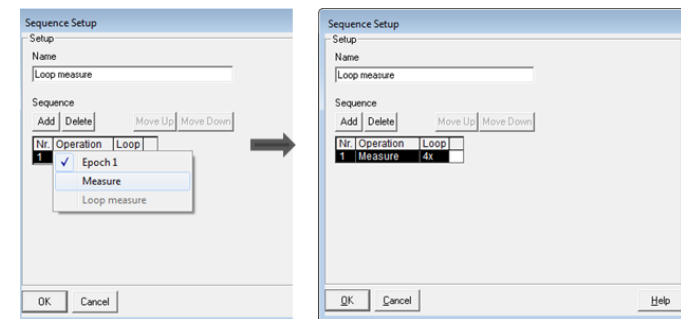 Sequence Setup
Setup
Name
Loop measure
Sequence
Add Delete Move Up Move Down
Nr. Operation Loop
1
✓ Epoch 1
Measure
Loop measure
OK Cancel
Sequence Setup
Setup
Name
Loop measure
Sequence
Add Delete Move Up Move Down
Nr. Operation Loop
1 Measure 4x
OK Cancel Help